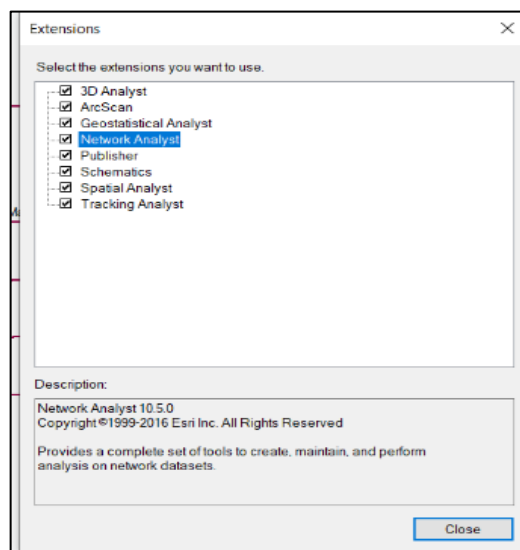 Extensions
Select the extensions you want to use.
3D Analyst
ArcScan
Geostatistical Analyst
Network Analyst
Publisher
Schematics
Spatial Analyst
Tracking Analyst
Description:
Network Analyst 10.5.0
Copyright ©1999-2016 Esri Inc. All Rights Reserved
Provides a complete set of tools to create, maintain, and perform
analysis on network datasets.
Close